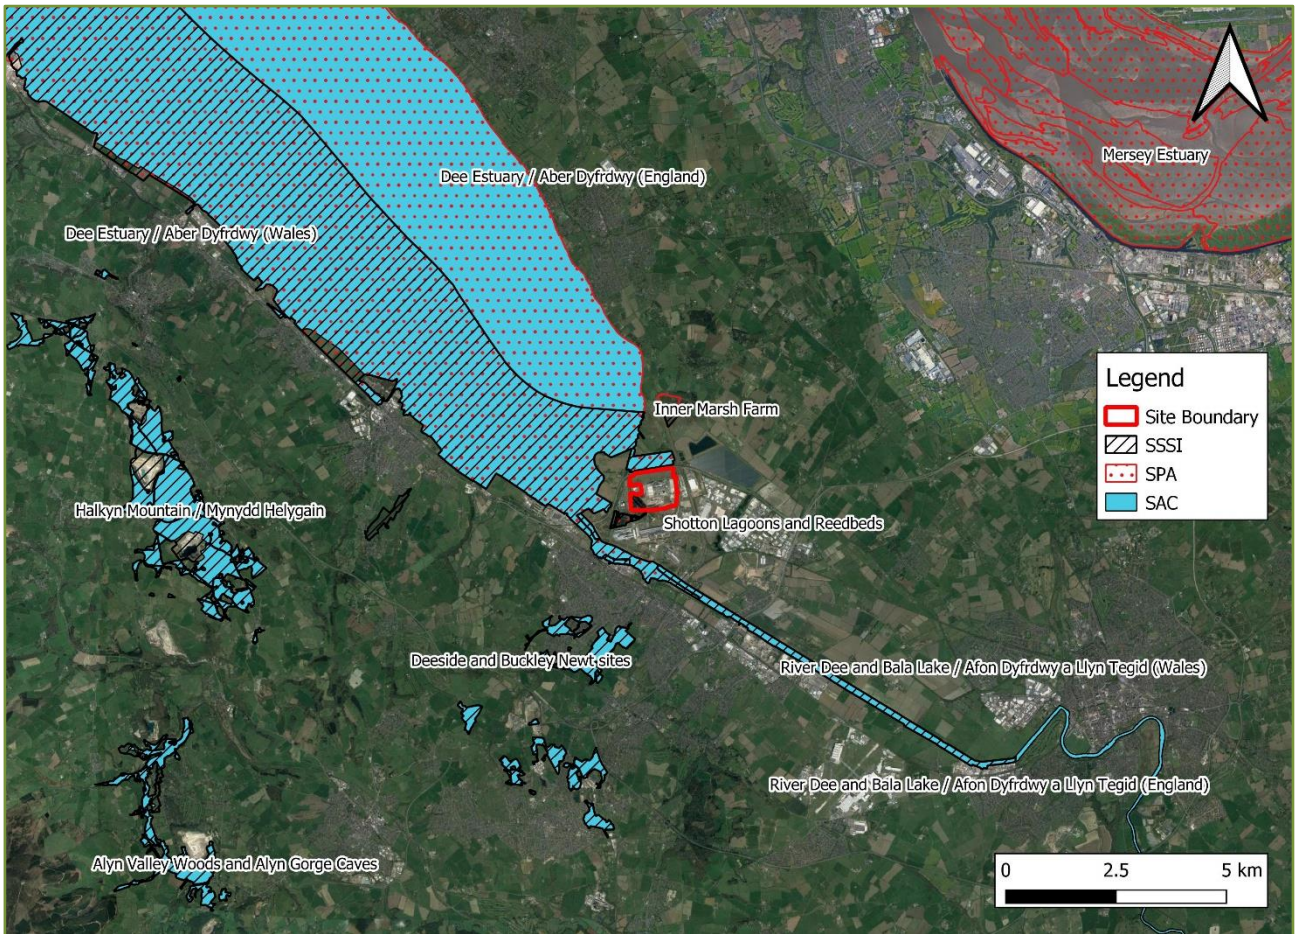 Mersey Estuary
Dee Estuary / Aber Dyfrdwy (England)
Dee Estuary / Aber Dyfrdwy (Wales)
Legend
Site Boundary
SSSI
SPA
SAC
Inner Marsh Farm
Halkyn Mountain / Mynydd Helygain
Shotton Lagoons and Reedbeds
Deeside and Buckley Newt sites
River Dee and Bala Lake / Afon Dyfrdwy a Llyn Tegid (Wales)
River Dee and Bala Lake / Afon Dyfrdwy a Llyn Tegid (England)
Alyn Valley Woods and Alyn Gorge Caves
0 2.5 5 km